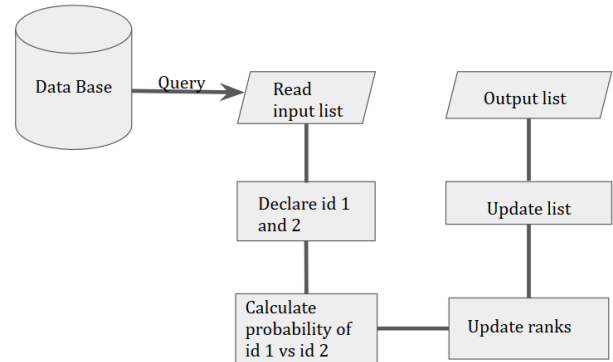 Data Base
Query
Read
input list
Declare id 1
and 2
Calculate
probability of
id 1 vs id 2
Update ranks
Update list
Output list